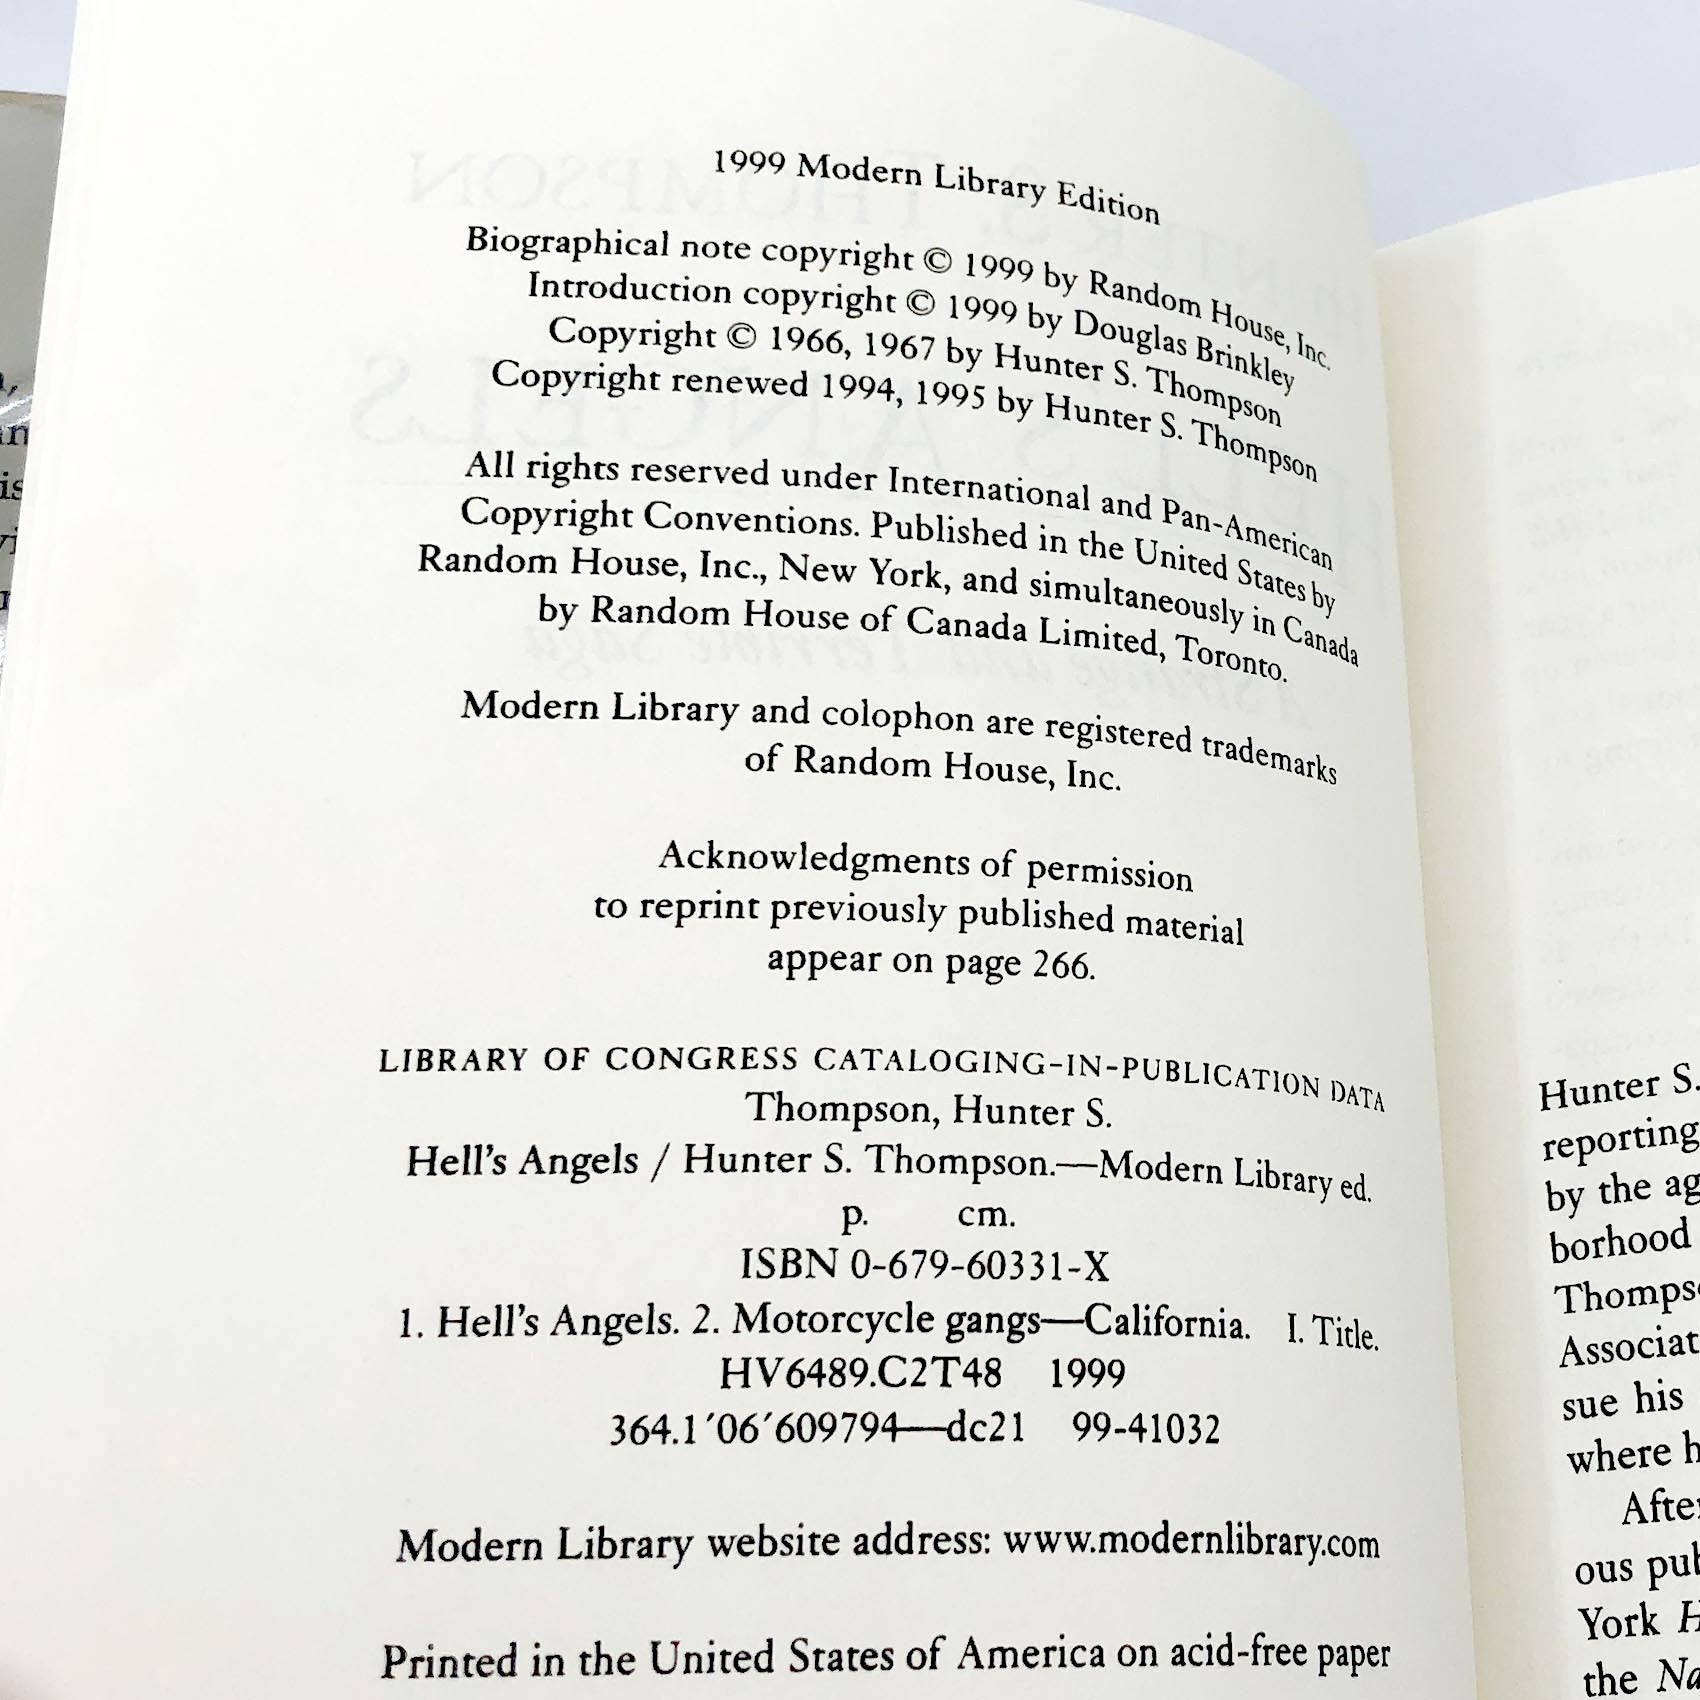 1999 Modern Library Edition
Biographical note copyright © 1999 by Random House, Inc.
Introduction copyright © 1999 by Douglas Brinkley
Copyright © 1966, 1967 by Hunter S. Thompson
Copyright renewed 1994, 1995 by Hunter S. Thompson
All rights reserved under International and Pan-American
Copyright Conventions. Published in the United States by
Random House, Inc., New York, and simultaneously in Canada
by Random House of Canada Limited, Toronto.
Modern Library and colophon are registered trademarks
of Random House, Inc.
Acknowledgments of permission
to reprint previously published material
appear on page 266.
LIBRARY OF CONGRESS CATALOGING-IN-PUBLICATION DATA
Thompson, Hunter S.
Hell's Angels / Hunter S. Thompson.—Modern Library ed.
p. cm.
ISBN 0-679-60331-X
1. Hell's Angels. 2. Motorcycle gangs—California. I. Title.
HV6489.C2T48 1999
364.1′06′609794—dc21 99-41032
Modern Library website address: www.modernlibrary.com
Printed in the United States of America on acid-free paper
Hunter S.
reporting
by the ag
borhood
Thomps
Associat
sue his
where h
After
ous pub
York H
the Na